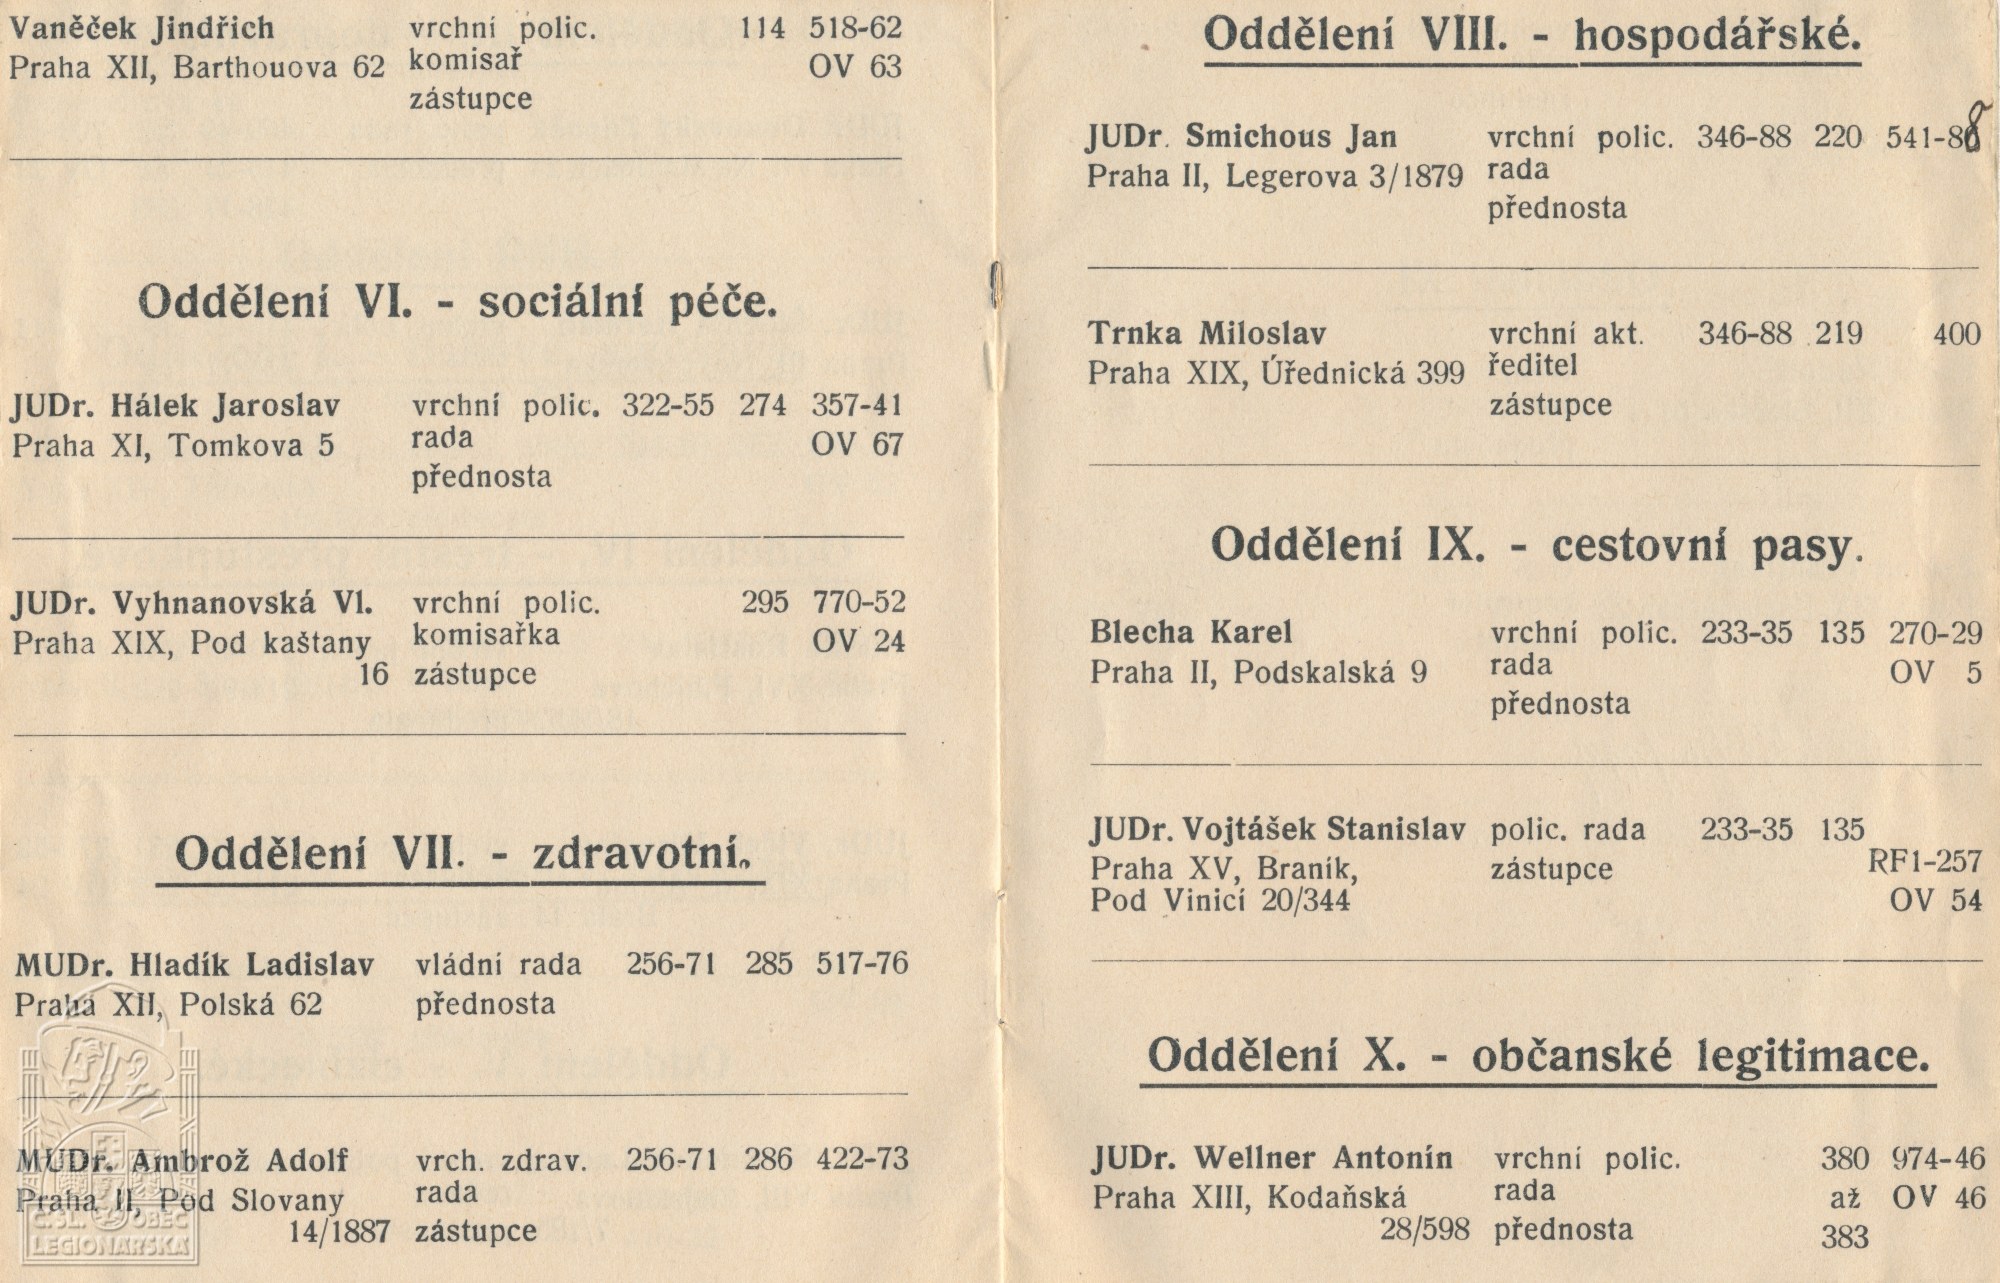 Vaněček Jindřich vrchní polic. 114 518-62
Praha XII, Barthouova 62 komisař OV 63
zástupce
Oddělení VI. - sociální péče.
JUDr. Hálek Jaroslav vrchní polic. 322-55 274 357-41
Praha XI, Tomkova 5 rada OV 67
přednosta
JUDr. Vyhnanovská Vl. vrchní polic. 295 770-52
Praha XIX, Pod kaštany komisařka OV 24
16 zástupce
Oddělení VII. - zdravotní.
MUDr. Hladík Ladislav vládní rada 256-71 285 517-76
Praha XII, Polská 62 přednosta
MUDr. Ambrož Adolf vrch. zdrav. 256-71 286 422-73
Praha II, Pod Slovany rada
14/1887 zástupce
Č. SL. OBEC
LEGIONÁŘSKÁ
Oddělení VIII. - hospodářské.
JUDr. Smichous Jan vrchní polic. 346-88 220 541-88
Praha II, Legerova 3/1879 rada
přednosta
Trnka Miloslav vrchní akt. 346-88 219 400
Praha XIX, Úřednická 399 ředitel
zástupce
Oddělení IX. - cestovní pasy.
Blecha Karel vrchní polic. 233-35 135 270-29
Praha II, Podskalská 9 rada OV 5
přednosta
JUDr. Vojtášek Stanislav polic. rada 233-35 135
Praha XV, Braník, zástupce RF1-257
Pod Vinicí 20/344 OV 54
Oddělení X. - občanské legitimace.
JUDr. Wellner Antonín vrchní polic. 380 974-46
Praha XIII, Kodaňská rada až OV 46
28/598 přednosta 383